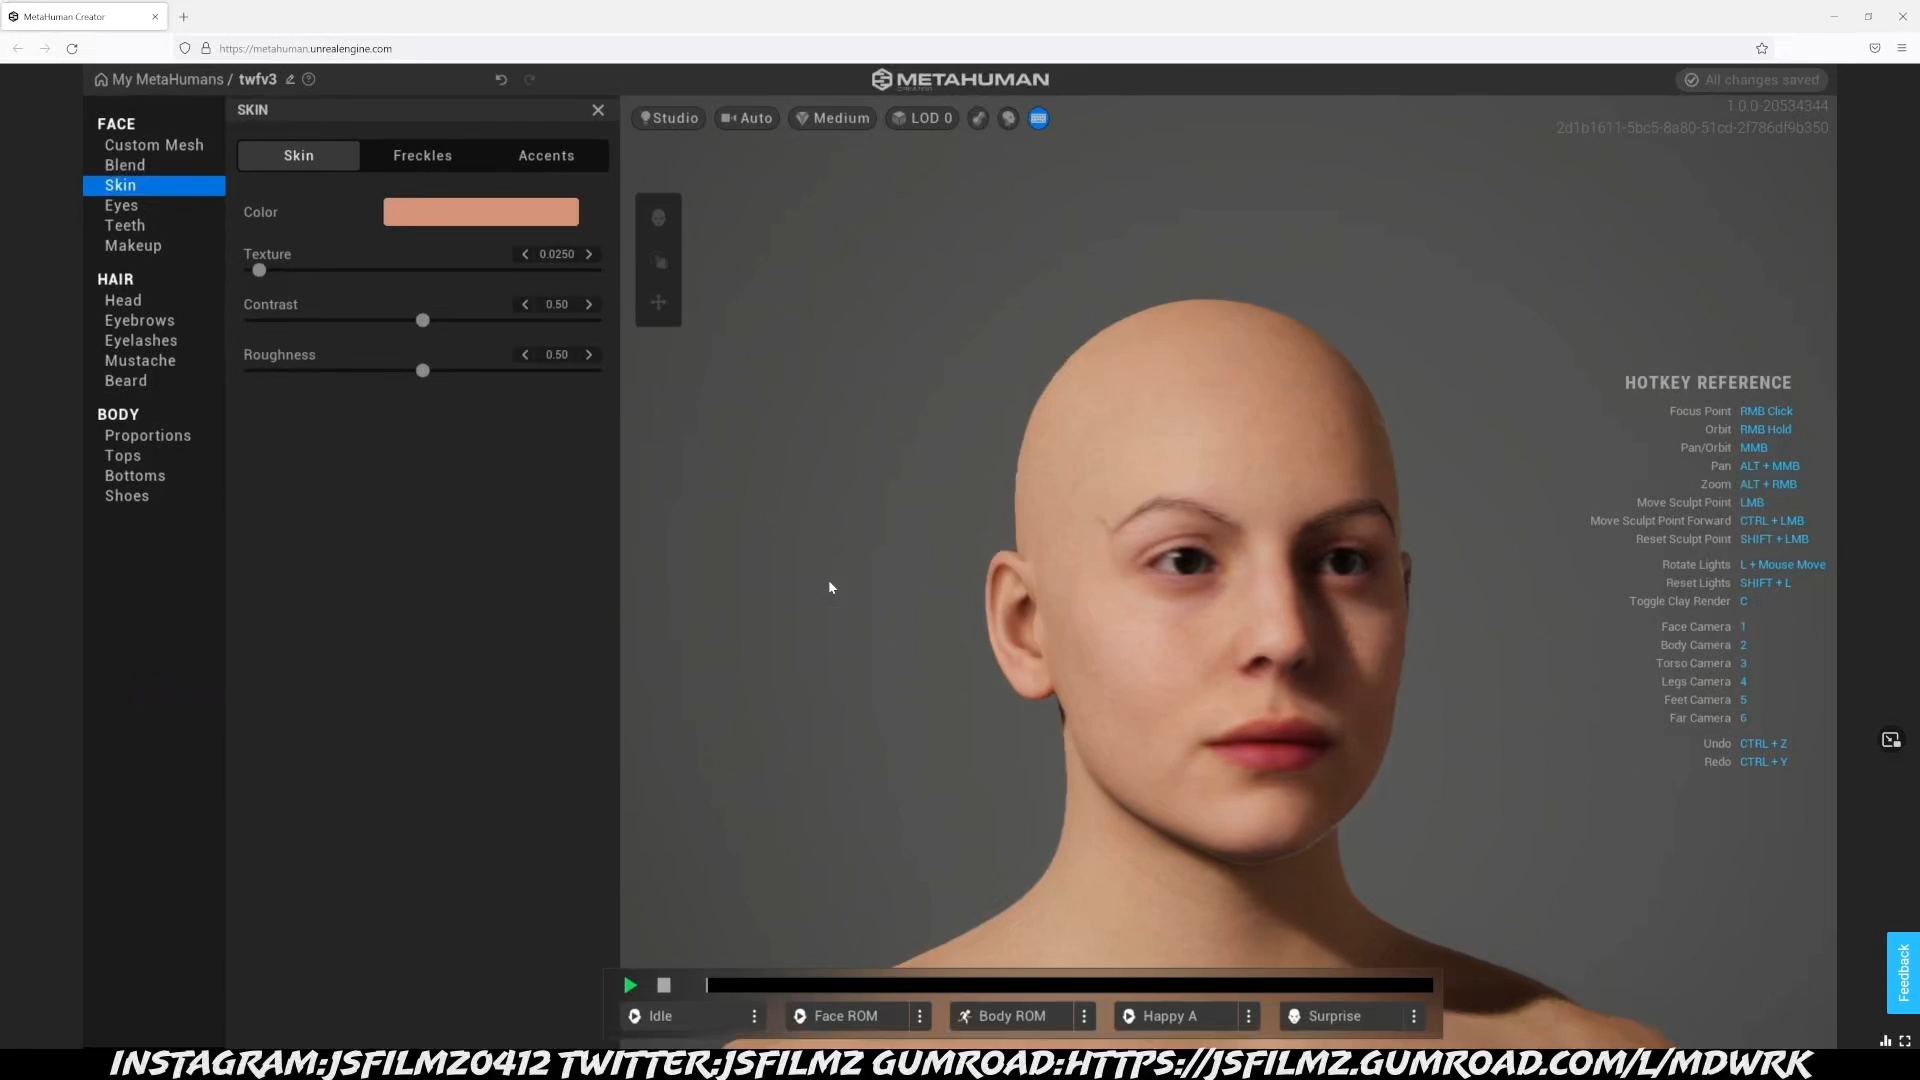 MetaHuman Creator
https://metahuman.unrealengine.com
My MetaHumans / twfv3
METAHUMAN
CREATOR
All changes saved
1.0.0-20534344
2d1b1611-5bc5-8a80-51cd-2f786df9b350
FACE
Custom Mesh
Blend
Skin
Eyes
Teeth
Makeup
HAIR
Head
Eyebrows
Eyelashes
Mustache
Beard
BODY
Proportions
Tops
Bottoms
Shoes
SKIN
Skin Freckles Accents
Color
Texture 0.0250
Contrast 0.50
Roughness 0.50
Studio Auto Medium LOD 0
HOTKEY REFERENCE
Focus Point RMB Click
Orbit RMB Hold
Pan/Orbit MMB
Pan ALT + MMB
Zoom ALT + RMB
Move Sculpt Point LMB
Move Sculpt Point Forward CTRL + LMB
Reset Sculpt Point SHIFT + LMB
Rotate Lights L + Mouse Move
Reset Lights SHIFT + L
Toggle Clay Render C
Face Camera 1
Body Camera 2
Torso Camera 3
Legs Camera 4
Feet Camera 5
Far Camera 6
Undo CTRL + Z
Redo CTRL + Y
Feedback
Idle Face ROM Body ROM Happy A Surprise
INSTAGRAM:JSFILMZ0412 TWITTER:JSFILMZ GUMROAD:HTTPS://JSFILMZ.GUMROAD.COM/L/MDWRK